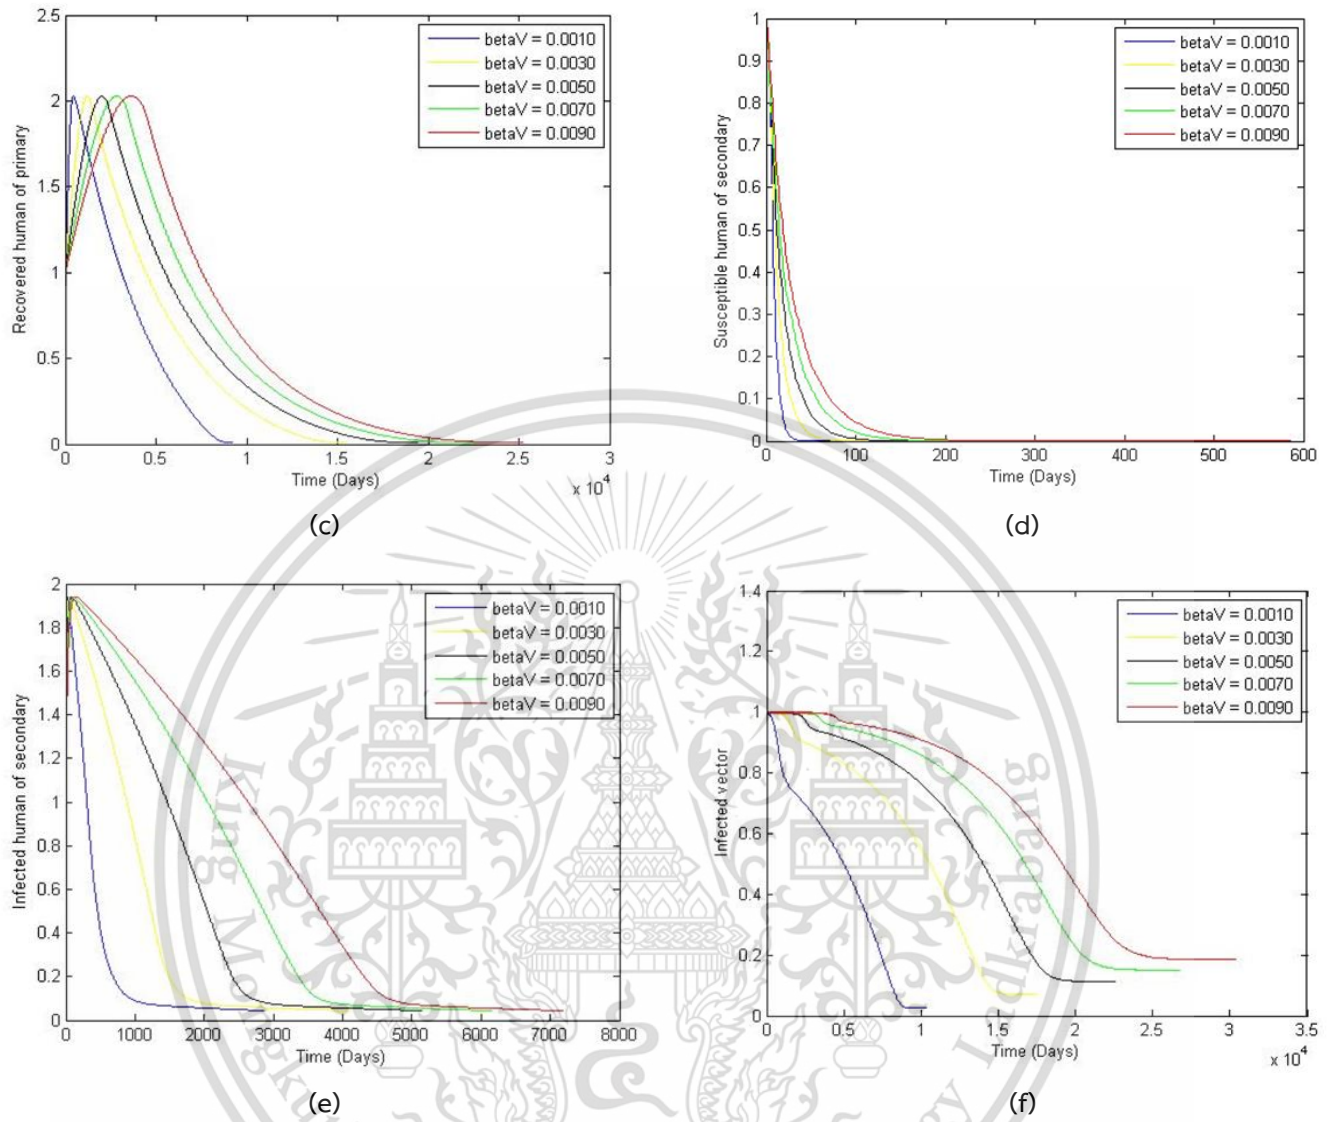 2.5
2
1.5
1
0.5
0
Recovered human of primary
betaV = 0.0010
betaV = 0.0030
betaV = 0.0050
betaV = 0.0070
betaV = 0.0090
0 0.5 1 1.5 2 2.5 3
Time (Days)
x 10^4
(c)
1
0.9
0.8
0.7
0.6
0.5
0.4
0.3
0.2
0.1
0
Susceptible human of secondary
betaV = 0.0010
betaV = 0.0030
betaV = 0.0050
betaV = 0.0070
betaV = 0.0090
0 100 200 300 400 500 600
Time (Days)
(d)
2
1.8
1.6
1.4
1.2
1
0.8
0.6
0.4
0.2
0
Infected human of secondary
betaV = 0.0010
betaV = 0.0030
betaV = 0.0050
betaV = 0.0070
betaV = 0.0090
0 1000 2000 3000 4000 5000 6000 7000 8000
Time (Days)
(e)
1.4
1.2
1
0.8
0.6
0.4
0.2
0
Infected vector
betaV = 0.0010
betaV = 0.0030
betaV = 0.0050
betaV = 0.0070
betaV = 0.0090
0 0.5 1 1.5 2 2.5 3 3.5
Time (Days)
x 10^4
(f)
King
Ladkrabang